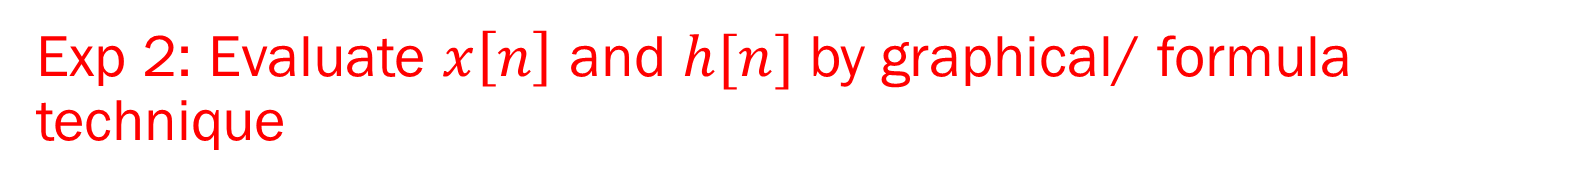 Exp 2: Evaluate x[n] and h[n] by graphical/ formula
technique